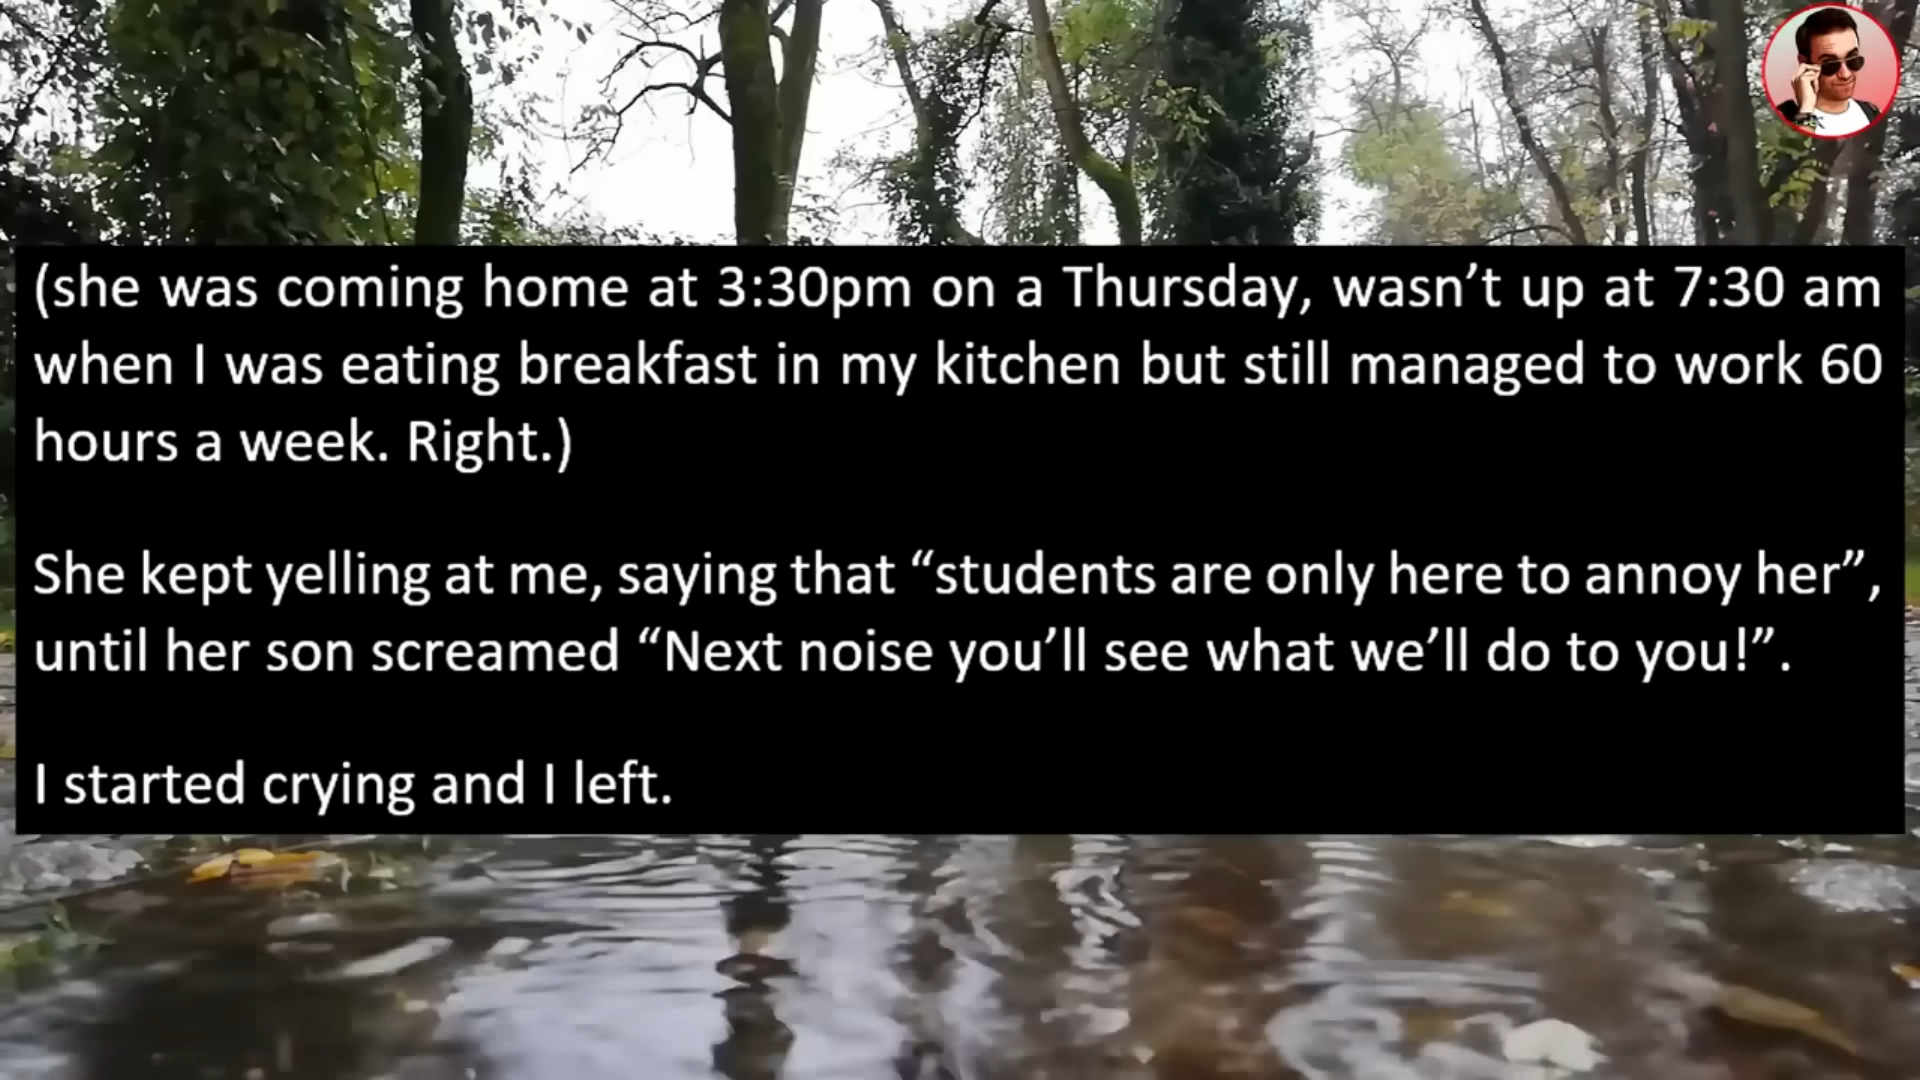 (she was coming home at 3:30pm on a Thursday, wasn’t up at 7:30 am
when I was eating breakfast in my kitchen but still managed to work 60
hours a week. Right.)
She kept yelling at me, saying that “students are only here to annoy her”,
until her son screamed “Next noise you’ll see what we’ll do to you!”.
I started crying and I left.